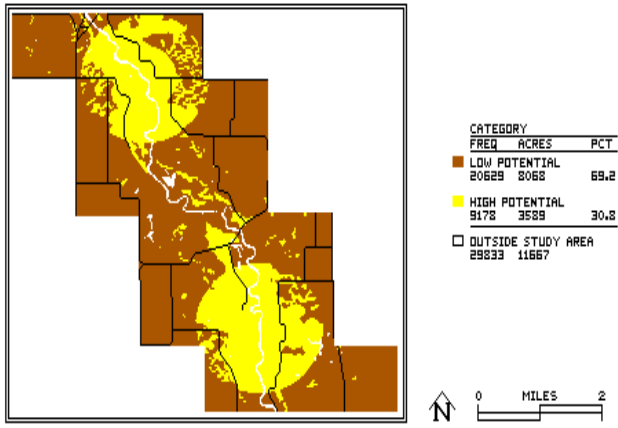 CATEGORY
FREQ ACRES PCT
LOW POTENTIAL
20629 8068 69.2
HIGH POTENTIAL
9178 3589 30.8
OUTSIDE STUDY AREA
29833 11667
N 0 MILES 2